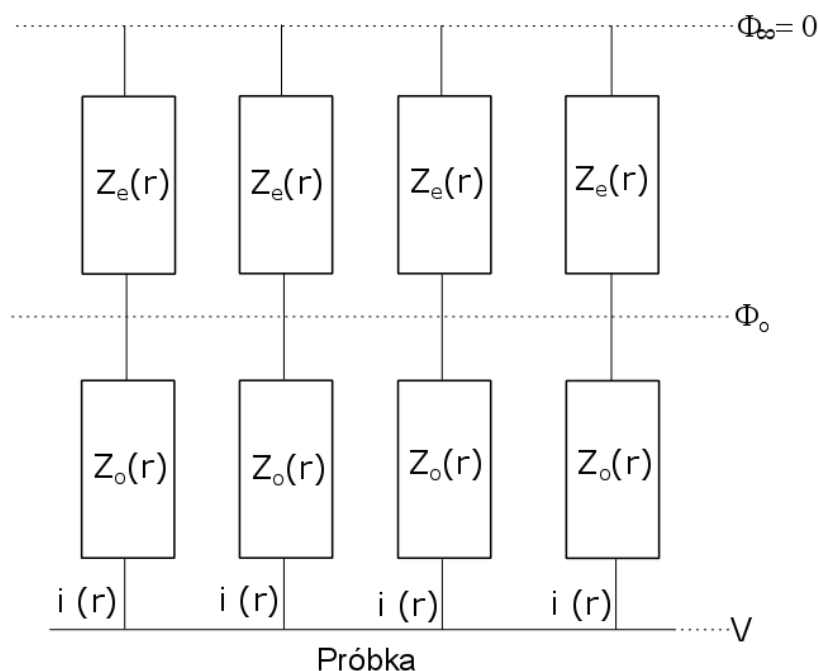 Φ∞= 0
Zₑ(r) Zₑ(r) Zₑ(r) Zₑ(r)
Φₒ
Zₒ(r) Zₒ(r) Zₒ(r) Zₒ(r)
i (r) i (r) i (r) i (r)
V
Próbka